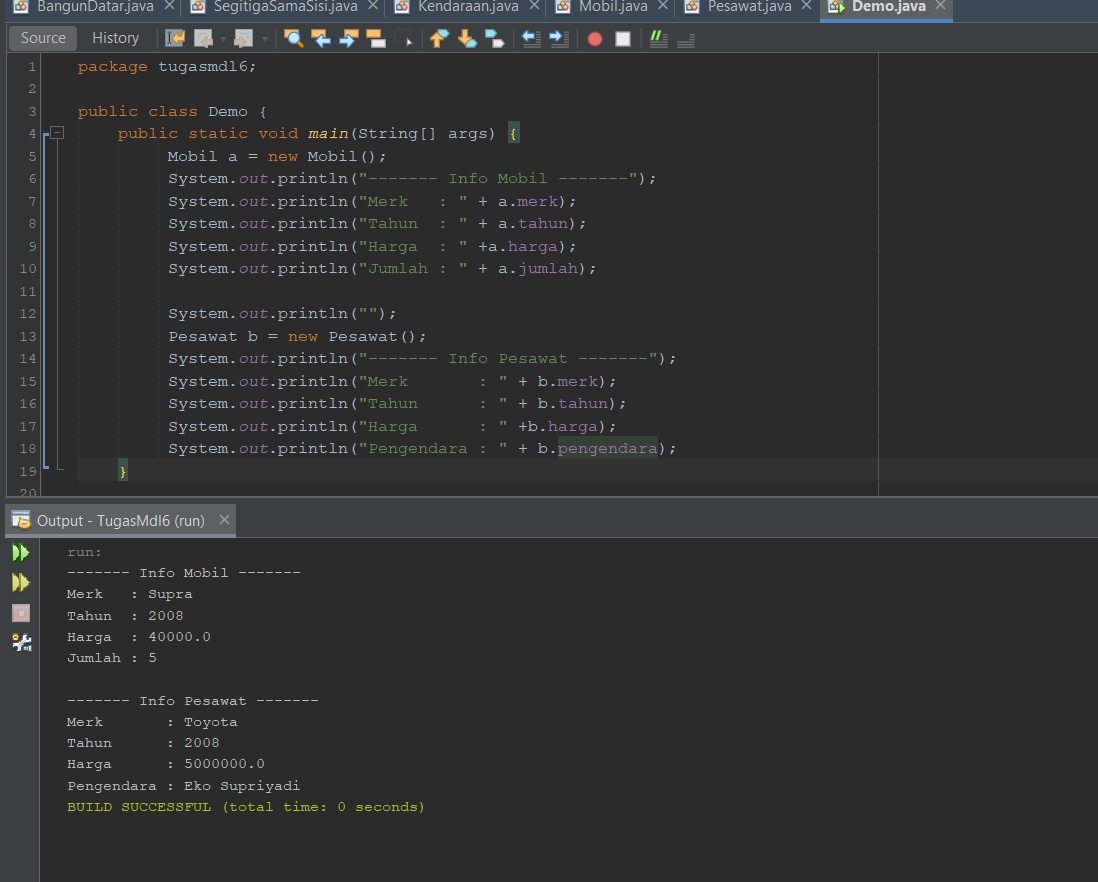 BangunDatar.java SegitigaSamaSisi.java Kendaraan.java Mobil.java Pesawat.java Demo.java
Source History
1 package tugasmdl6;
2
3 public class Demo {
4 public static void main(String[] args) {
5 Mobil a = new Mobil();
6 System.out.println("------- Info Mobil -------");
7 System.out.println("Merk   : " + a.merk);
8 System.out.println("Tahun  : " + a.tahun);
9 System.out.println("Harga  : " +a.harga);
10 System.out.println("Jumlah : " + a.jumlah);
11
12 System.out.println("");
13 Pesawat b = new Pesawat();
14 System.out.println("------- Info Pesawat -------");
15 System.out.println("Merk       : " + b.merk);
16 System.out.println("Tahun      : " + b.tahun);
17 System.out.println("Harga      : " +b.harga);
18 System.out.println("Pengendara : " + b.pengendara);
19 }
20
Output - TugasMdl6 (run)
run:
------- Info Mobil -------
Merk   : Supra
Tahun  : 2008
Harga  : 40000.0
Jumlah : 5
------- Info Pesawat -------
Merk       : Toyota
Tahun      : 2008
Harga      : 5000000.0
Pengendara : Eko Supriyadi
BUILD SUCCESSFUL (total time: 0 seconds)